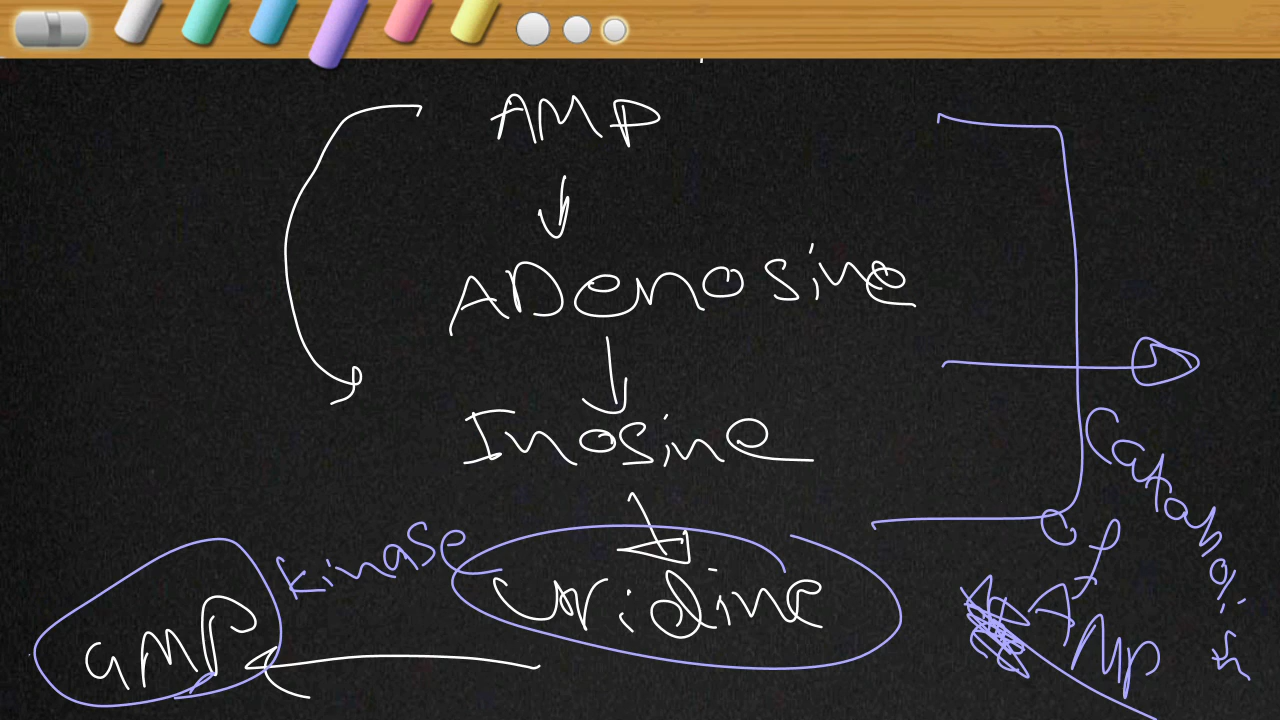 AMP
ADenosine
Inosine
kinase
uridine
GMP
Catabolism
of
AMP